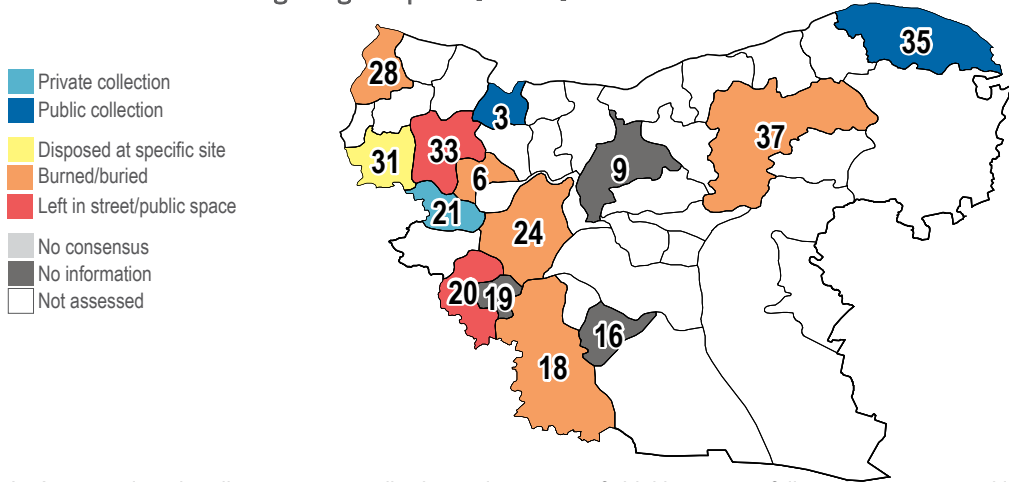 Private collection
Public collection
Disposed at specific site
Burned/buried
Left in street/public space
No consensus
No information
Not assessed
35
28
3
37
33
31
9
6
21
24
20
19
16
18